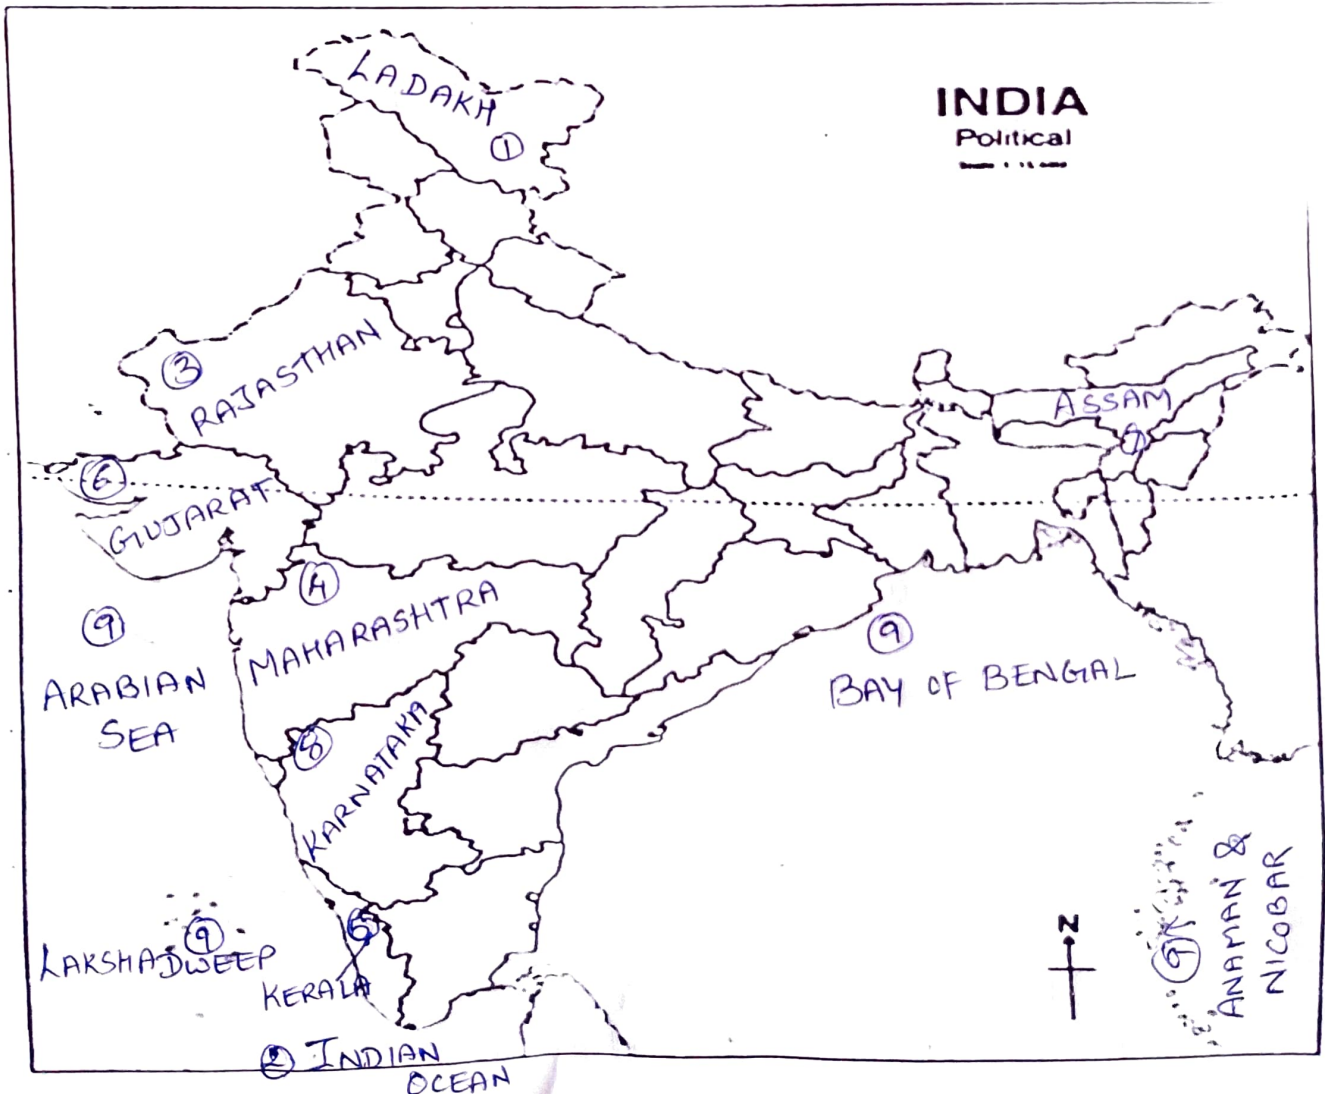 LADAKH
1
INDIA
Political
3
RAJASTHAN
ASSAM
7
6
GUJARAT
4
MAHARASHTRA
9
ARABIAN
SEA
9
BAY OF BENGAL
8
KARNATAKA
9
LAKSHADWEEP
5
KERALA
2 INDIAN
OCEAN
N
9
ANAMAN &
NICOBAR